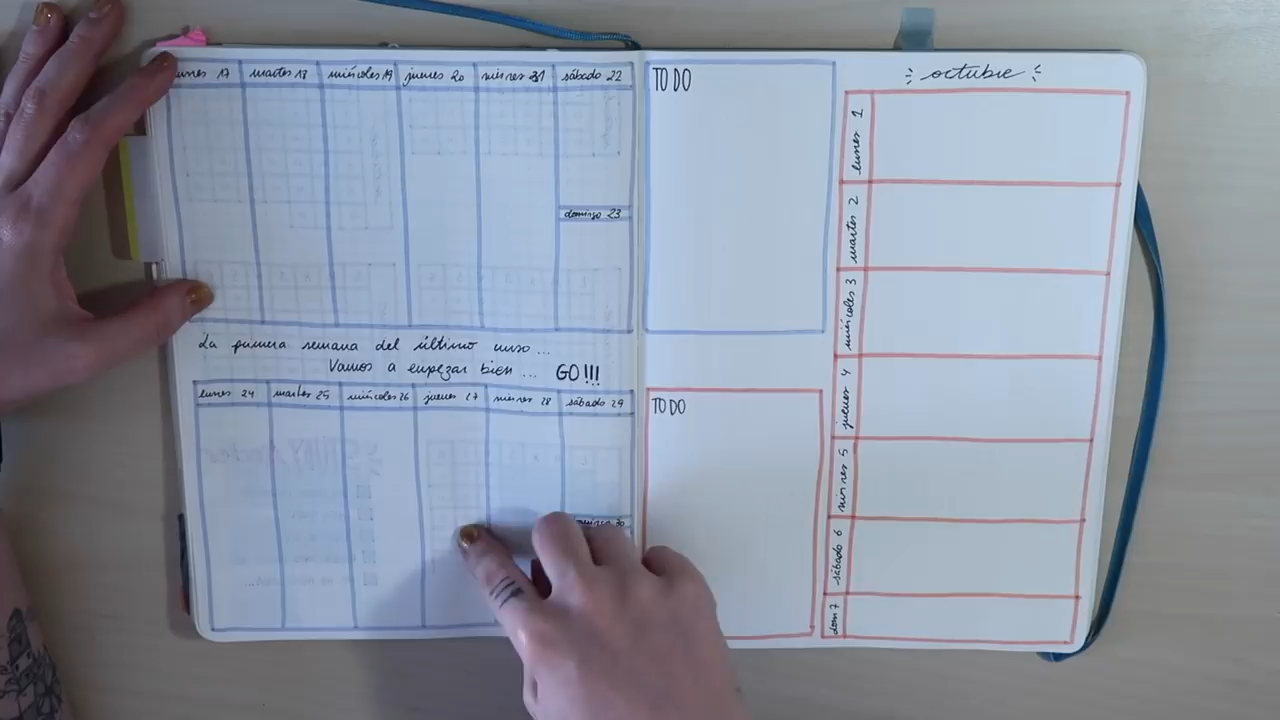 lunes 17
martes 18
miércoles 19
jueves 20
viernes 21
sábado 22
domingo 23
La primera semana del último curso...
Vamos a empezar bien... GO!!!
lunes 24
martes 25
miércoles 26
jueves 27
viernes 28
sábado 29
domingo 30
TO DO
TO DO
octubre
lunes 1
martes 2
miércoles 3
jueves 4
viernes 5
sábado 6
dom 7